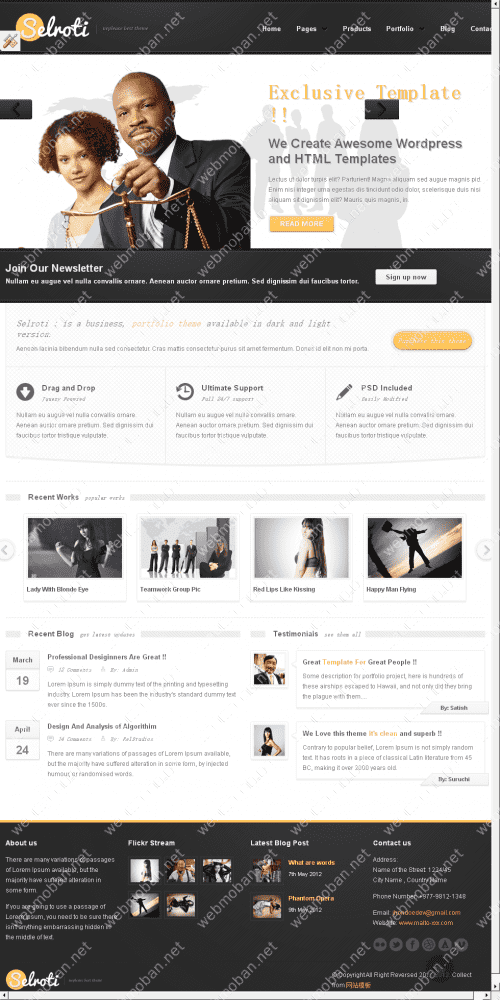 Selroti
Home Pages Products Portfolio Blog
Exclusive Template
!!
We Create Awesome Wordpress
and HTML Templates
Lectus ut dolor turpis elit? Parturient Magna aliquam sed augue magnis pid.
Enim nisi integer urna egestas dis tincidunt odio dolor, scelerisque duis nisi
aliquam sit dignissim elit? Mauris quis magnis, in
READ MORE
Join Our Newsletter
Nullam eu augue vel nulla convallis ornare. Aenean auctor ornare pretium. Sed dignissim dui faucibus tortor.
Sign up now
Selroti : is a business, portfolio theme available in dark and light
version.
Aenean lacinia bibendum nulla sed consectetur. Cras mattis consectetur purus sit amet fermentum. Donec id elit non mi porta.
Drag and Drop
Jquery Powered
Nullam eu augue vel nulla convallis ornare.
Aenean auctor ornare pretium. Sed dignissim dui
faucibus tortor tristique vulputate.
Ultimate Support
Full 24/7 support
Nullam eu augue vel nulla convallis ornare.
Aenean auctor ornare pretium. Sed dignissim dui
faucibus tortor tristique vulputate.
PSD Included
Easily Modified
Nullam eu augue vel nulla convallis ornare.
Aenean auctor ornare pretium. Sed dignissim dui
faucibus tortor tristique vulputate.
Recent Works popular works
Lady With Blonde Eye
Teamwork Group Pic
Red Lips Like Kissing
Happy Man Flying
Recent Blog get latest updates
March
19
Professional Desiginners Are Great !!
12 Comments By: Admin
Lorem Ipsum is simply dummy text of the printing and typesetting
industry. Lorem Ipsum has been the industry's standard dummy text
ever since the 1500s.
April
24
Design And Analysis of Algorithm
Comments By:
There are many variations of passages of Lorem Ipsum available,
but the majority have suffered alteration in some form, by injected
humour, or randomised words.
Testimonials see them all
Great Template For Great People !!
Some description for portfolio project, here is hundreds of
these airships escaped to Hawaii, and not only did they bring
the plague with them....
By: Satish
We Love this theme It's clean and superb !!
Contrary to popular belief, Lorem Ipsum is not simply random
text. It has roots in a piece of classical Latin literature from 45
BC, making it over 2000 years old.
By: Suruchi
About us
There are many variations of passages
of Lorem Ipsum available, but the
majority have suffered alteration in
some form.
If you are going to use a passage of
Lorem Ipsum, you need to be sure there
isn't anything embarrassing hidden in
the middle of text.
Flickr Stream
Latest Blog Post
What are words
7th May 2012
Phantom Opera
9th May 2012
Contact us
Address:
Name of the Street, 1234/45
City Name , Country Name
Phone Number: +977-9812-1348
Email:
Website:
Selroti
© Copyright All Right Reversed
Collect
from 网站模板
webmoban.net